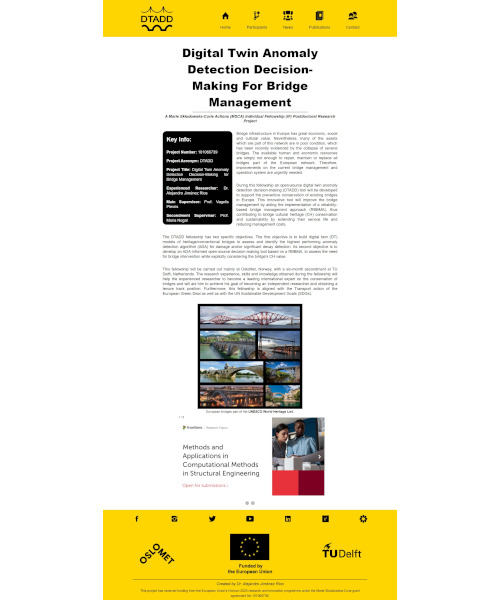 DTADD
Home
Participants
News
Publications
Contact
Digital Twin Anomaly
Detection Decision-
Making For Bridge
Management
A Marie Skłodowska-Curie Actions (MSCA) Individual Fellowship (IF) Postdoctoral Research
Project
Key Info:
Project Number: 101066739
Project Acronym: DTADD
Project Title: Digital Twin Anomaly
Detection Decision-Making for
Bridge Management
Experienced Researcher: Dr.
Alejandro Jiménez Rios
Main Supervisor: Prof. Vagelis
Plevris
Secondment Supervisor: Prof.
Maria Nogal
Bridge infrastructure in Europe has great economic, social
and cultural value. Nevertheless, many of the assets
which are part of this network are in poor condition, which
has been recently evidenced by the collapse of several
bridges. The available human and economic resources
are simply not enough to repair, maintain or replace all
bridges part of the European network. Therefore,
improvements on the current bridge management and
operation system are urgently needed.
During this fellowship an open-source digital twin anomaly
detection decision-making (DTADD) tool will be developed
to support the preventive conservation of existing bridges
in Europe. This innovative tool will improve the bridge
management by aiding the implementation of a reliability-
based bridge management approach (RBBMA), thus
contributing to bridge cultural heritage (CH) conservation
and sustainability by extending their service life and
reducing management costs.
The DTADD fellowship has two specific objectives. The first objective is to build digital twin (DT)
models of heritage/conventional bridges to assess and identify the highest performing anomaly
detection algorithm (ADA) for damage and/or significant decay detection. Its second objective is to
develop an ADA informed open-source decision-making tool based on a RBBMA, to assess the need
for bridge intervention while explicitly considering the bridge's CH value.
This fellowship will be carried out mainly at OsloMet, Norway, with a six-month secondment at TU
Delft, Netherlands. The research experience, skills and knowledge obtained during the fellowship will
help the experienced researcher to become a leading international expert on the conservation of
bridges and will aid him to achieve his goal of becoming an independent researcher and obtaining a
tenure track position. Furthermore, this fellowship is aligned with the Transport action of the
European Green Deal as well as with the UN Sustainable Development Goals (SDGs).
European bridges part of the UNESCO World Heritage List.
1 / 2
frontiers | Research Topics
Methods and
Applications in
Computational Methods
in Structural Engineering
Open for submissions ›
OSLOMET
Funded by
the European Union
TUDelft
Created by Dr. Alejandro Jiménez Rios
This project has received funding from the European Union's Horizon 2020 research and innovation programme under the Marie Skłodowska-Curie grant
agreement No 101066739